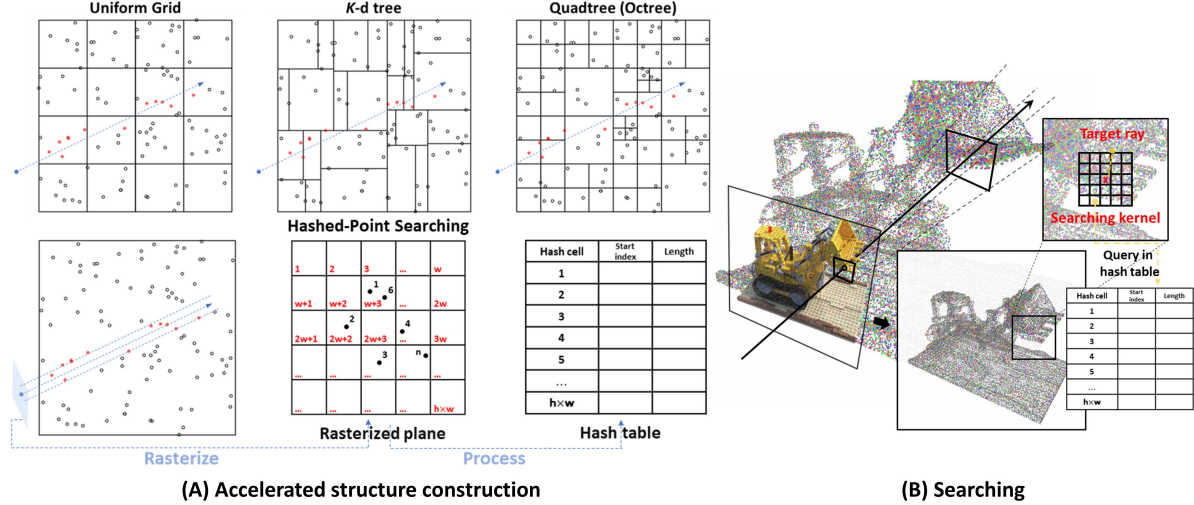 Uniform Grid
K-d tree
Quadtree (Octree)
Hashed-Point Searching
1 2 3 ... w
1 6
w+1 w+2 w+3 ... 2w
2 4
2w+1 2w+2 2w+3 ... 3w
3 n
... ... ... ... ...
... ... ... ... h×w
Rasterized plane
Hash cell Start index Length
1
2
3
4
5
...
h×w
Hash table
Rasterize
Process
(A) Accelerated structure construction
Target ray
x
Searching kernel
Query in
hash table
Hash cell Start index Length
1
2
3
4
5
...
h×w
(B) Searching